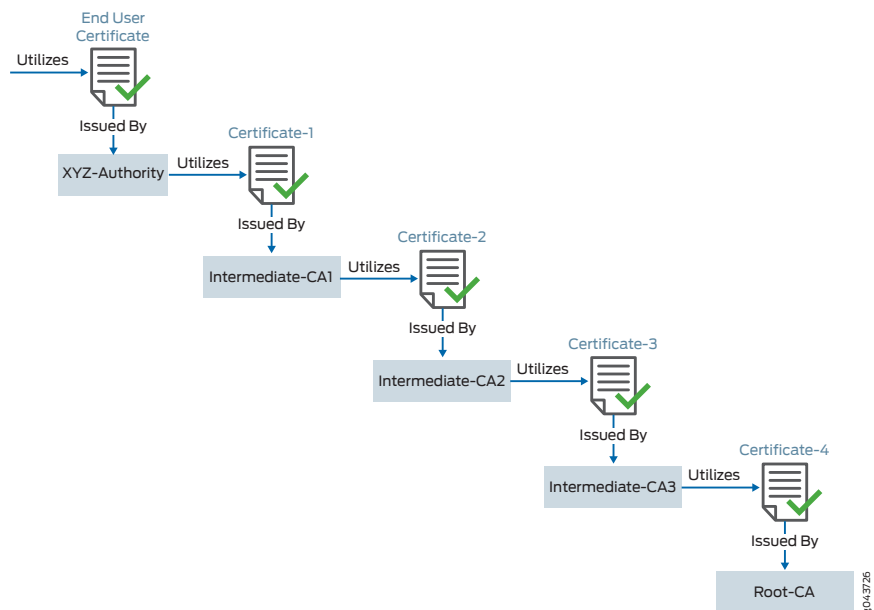 End User
Certificate
Utilizes
Issued By
Certificate-1
XYZ-Authority
Utilizes
Issued By
Certificate-2
Intermediate-CA1
Utilizes
Issued By
Certificate-3
Intermediate-CA2
Utilizes
Issued By
Certificate-4
Intermediate-CA3
Utilizes
Issued By
Root-CA